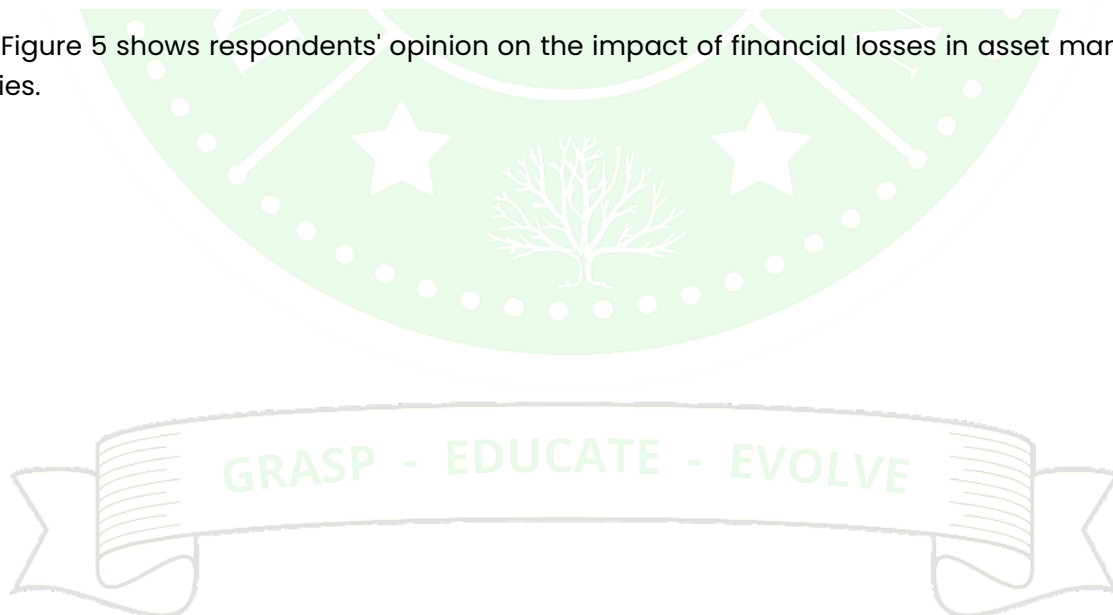 Figure 5 shows respondents' opinion on the impact of financial losses in asset mar
ies.
GRASP - EDUCATE - EVOLVE